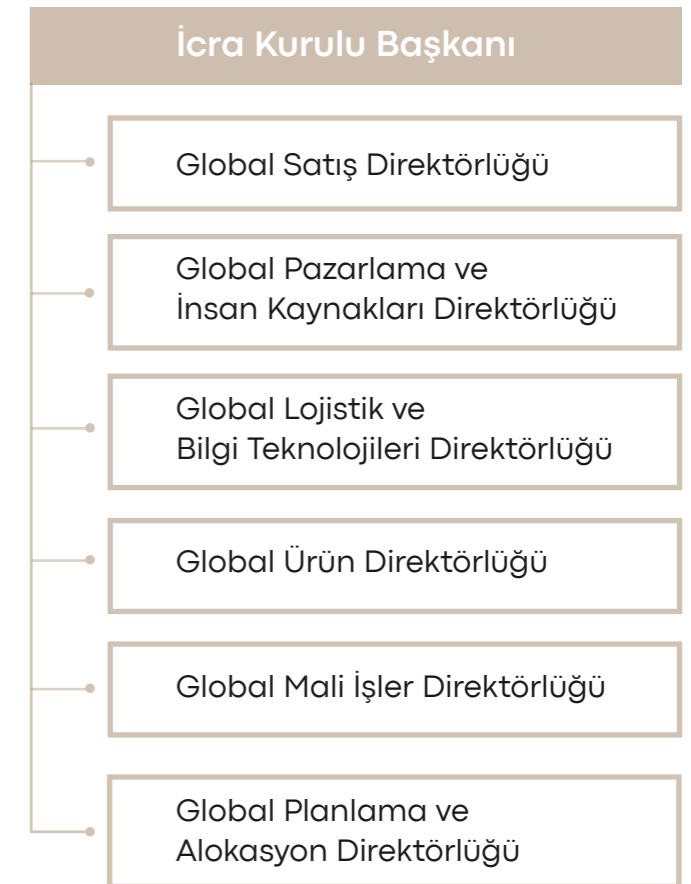 İcra Kurulu Başkanı
Global Satış Direktörlüğü
Global Pazarlama ve
İnsan Kaynakları Direktörlüğü
Global Lojistik ve
Bilgi Teknolojileri Direktörlüğü
Global Ürün Direktörlüğü
Global Mali İşler Direktörlüğü
Global Planlama ve
Alokasyon Direktörlüğü